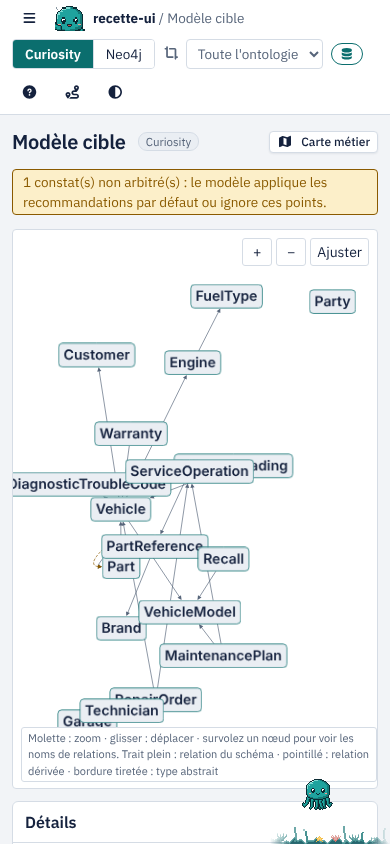 recette-ui / Modèle cible
Curiosity Neo4j Toute l'ontologie
Modèle cible Curiosity Carte métier
1 constat(s) non arbitré(s) : le modèle applique les
recommandations par défaut ou ignore ces points.
+ − Ajuster
FuelType
Party
Customer
Engine
Warranty
ServiceOperation ading
DiagnosticTroubleCode
Vehicle
PartReference
Recall
Part
VehicleModel
Brand
MaintenancePlan
RepairOrder
Technician
Garage
Molette : zoom · glisser : déplacer · survolez un nœud pour voir les
noms de relations. Trait plein : relation du schéma · pointillé : relation
dérivée · bordure tiretée : type abstrait
Détails